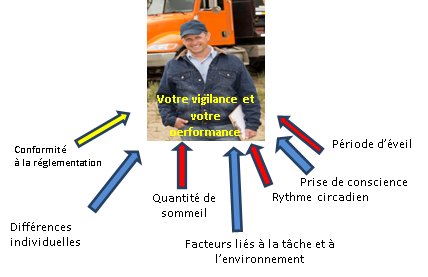 Votre vigilance et
votre
performance
Conformité
à la réglementation
Différences
individuelles
Quantité de
sommeil
Facteurs liés à la tâche et à
l’environnement
Rythme circadien
Prise de conscience
Période d’éveil